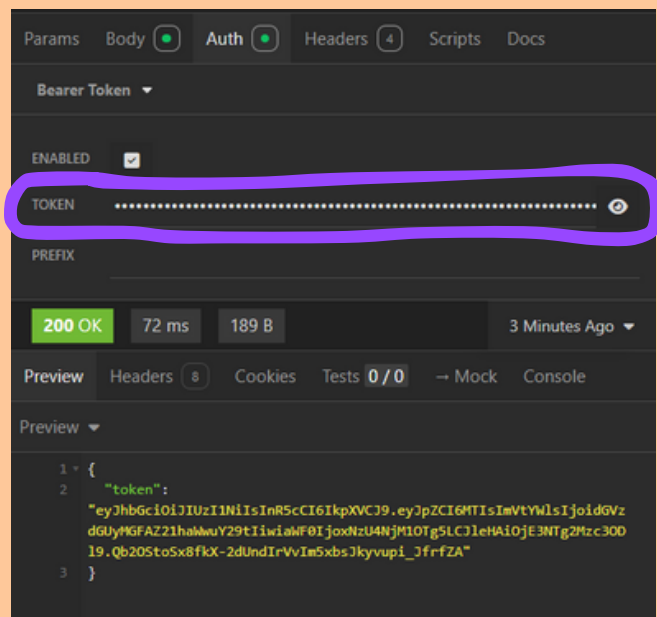 Params Body Auth Headers 4 Scripts Docs
Bearer Token
ENABLED
TOKEN ••••••••••••••••••••••••••••••••••••••••••••••••••••••••••••••••••
PREFIX
200 OK 72 ms 189 B 3 Minutes Ago
Preview Headers 8 Cookies Tests 0 / 0 → Mock Console
Preview
1 {
2 "token":
"eyJhbGciOiJIUzI1NiIsInR5cCI6IkpXVCJ9.eyJpZCI6MTIsImVtYWlsIjoidGVz
dGUyMGFAZ21haWwuY29tIiwiaWF0IjoxNzU4NjM1OTg5LCJleHAiOjE3NTg2Mzc3OD
l9.Qb2OStoSx8fkX-2dUndIrVvIm5xbsJkyvupi_JfrfZA"
3 }